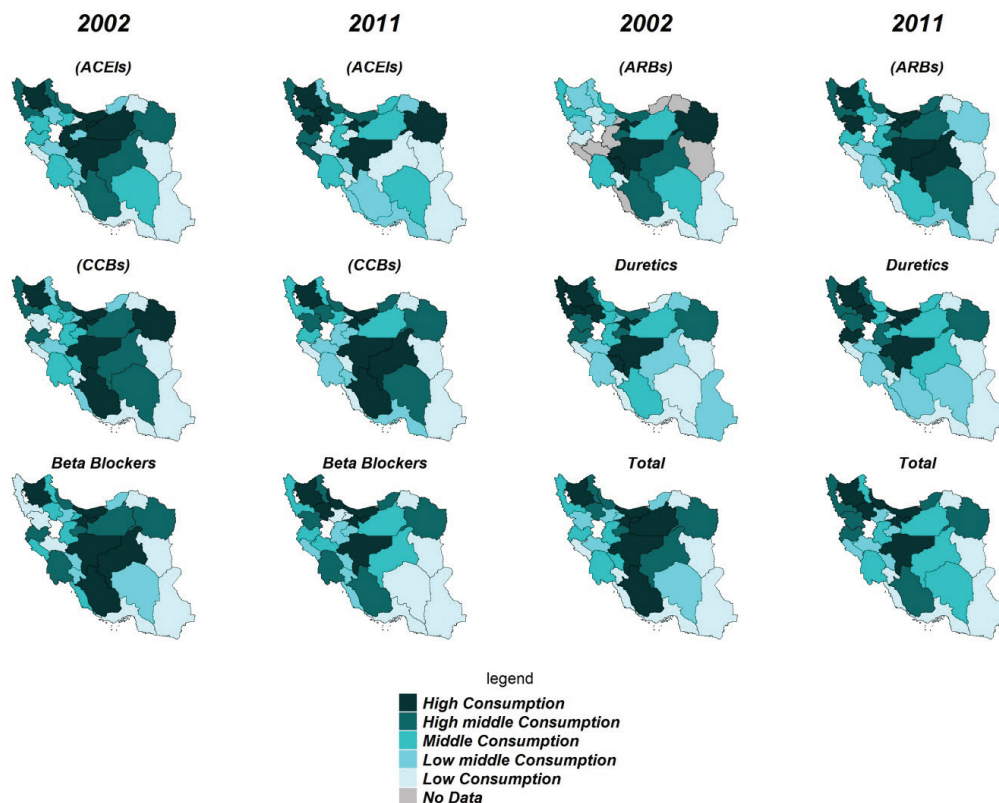 2002 2011 2002 2011
(ACEIs) (ACEIs) (ARBs) (ARBs)
(CCBs) (CCBs) Duretics Duretics
Beta Blockers Beta Blockers Total Total
legend
High Consumption
High middle Consumption
Middle Consumption
Low middle Consumption
Low Consumption
No Data